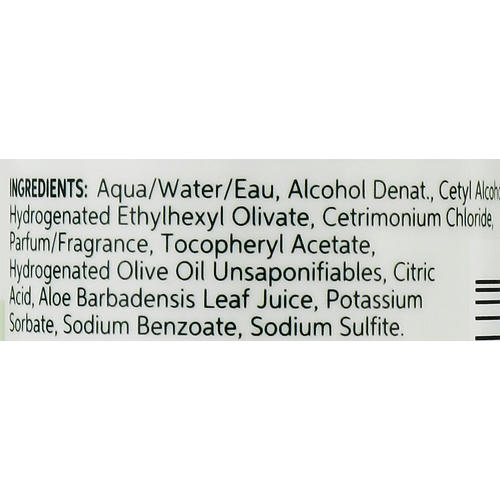 INGREDIENTS: Aqua/Water/Eau, Alcohol Denat., Cetyl Alcoho
Hydrogenated Ethylhexyl Olivate, Cetrimonium Chloride,
Parfum/Fragrance, Tocopheryl Acetate,
Hydrogenated Olive Oil Unsaponifiables, Citric
Acid, Aloe Barbadensis Leaf Juice, Potassium
Sorbate, Sodium Benzoate, Sodium Sulfite.